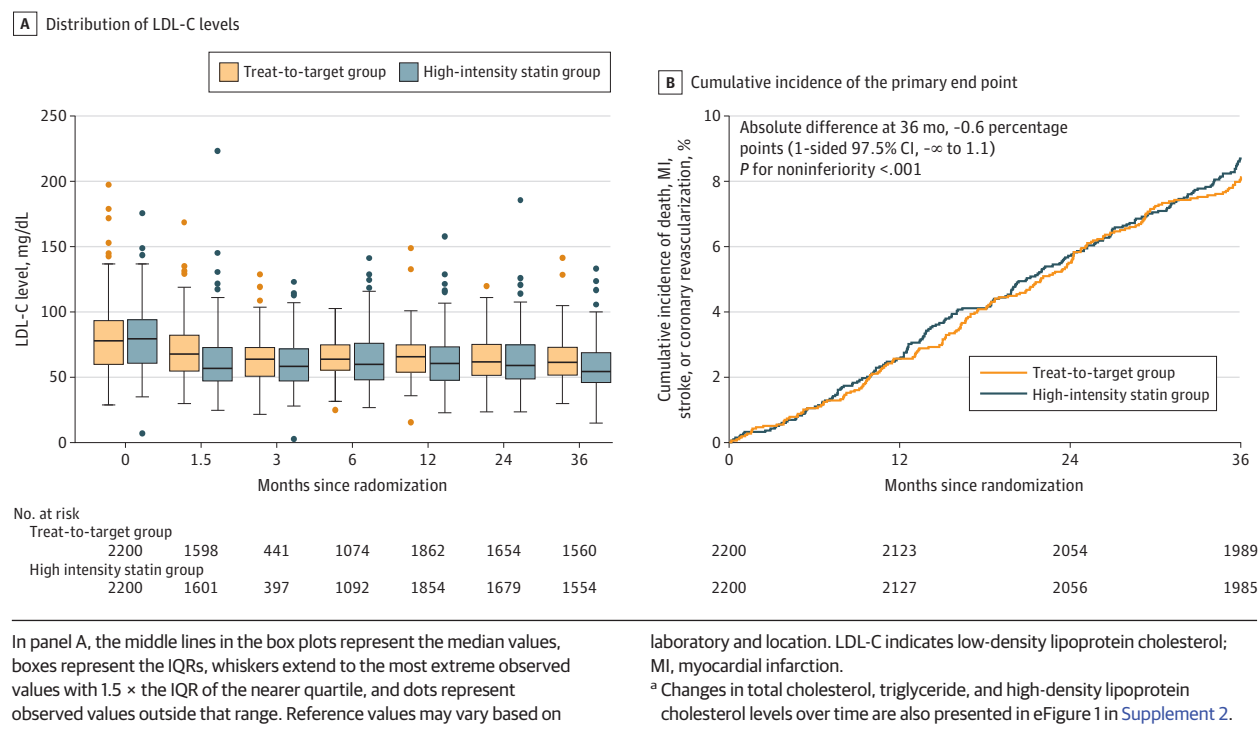 A Distribution of LDL-C levels
Treat-to-target group
High-intensity statin group
LDL-C level, mg/dL
250
200
150
100
50
0
0 1.5 3 6 12 24 36
Months since radomization
No. at risk
Treat-to-target group
2200 1598 441 1074 1862 1654 1560
High intensity statin group
2200 1601 397 1092 1854 1679 1554
B Cumulative incidence of the primary end point
Absolute difference at 36 mo, -0.6 percentage
points (1-sided 97.5% CI, -∞ to 1.1)
P for noninferiority <.001
Cumulative incidence of death, MI,
stroke, or coronary revascularization, %
10
8
6
4
2
0
Treat-to-target group
High-intensity statin group
0 12 24 36
Months since randomization
2200 2123 2054 1989
2200 2127 2056 1985
In panel A, the middle lines in the box plots represent the median values,
boxes represent the IQRs, whiskers extend to the most extreme observed
values with 1.5 × the IQR of the nearer quartile, and dots represent
observed values outside that range. Reference values may vary based on
laboratory and location. LDL-C indicates low-density lipoprotein cholesterol;
MI, myocardial infarction.
a Changes in total cholesterol, triglyceride, and high-density lipoprotein
cholesterol levels over time are also presented in eFigure 1 in Supplement 2.